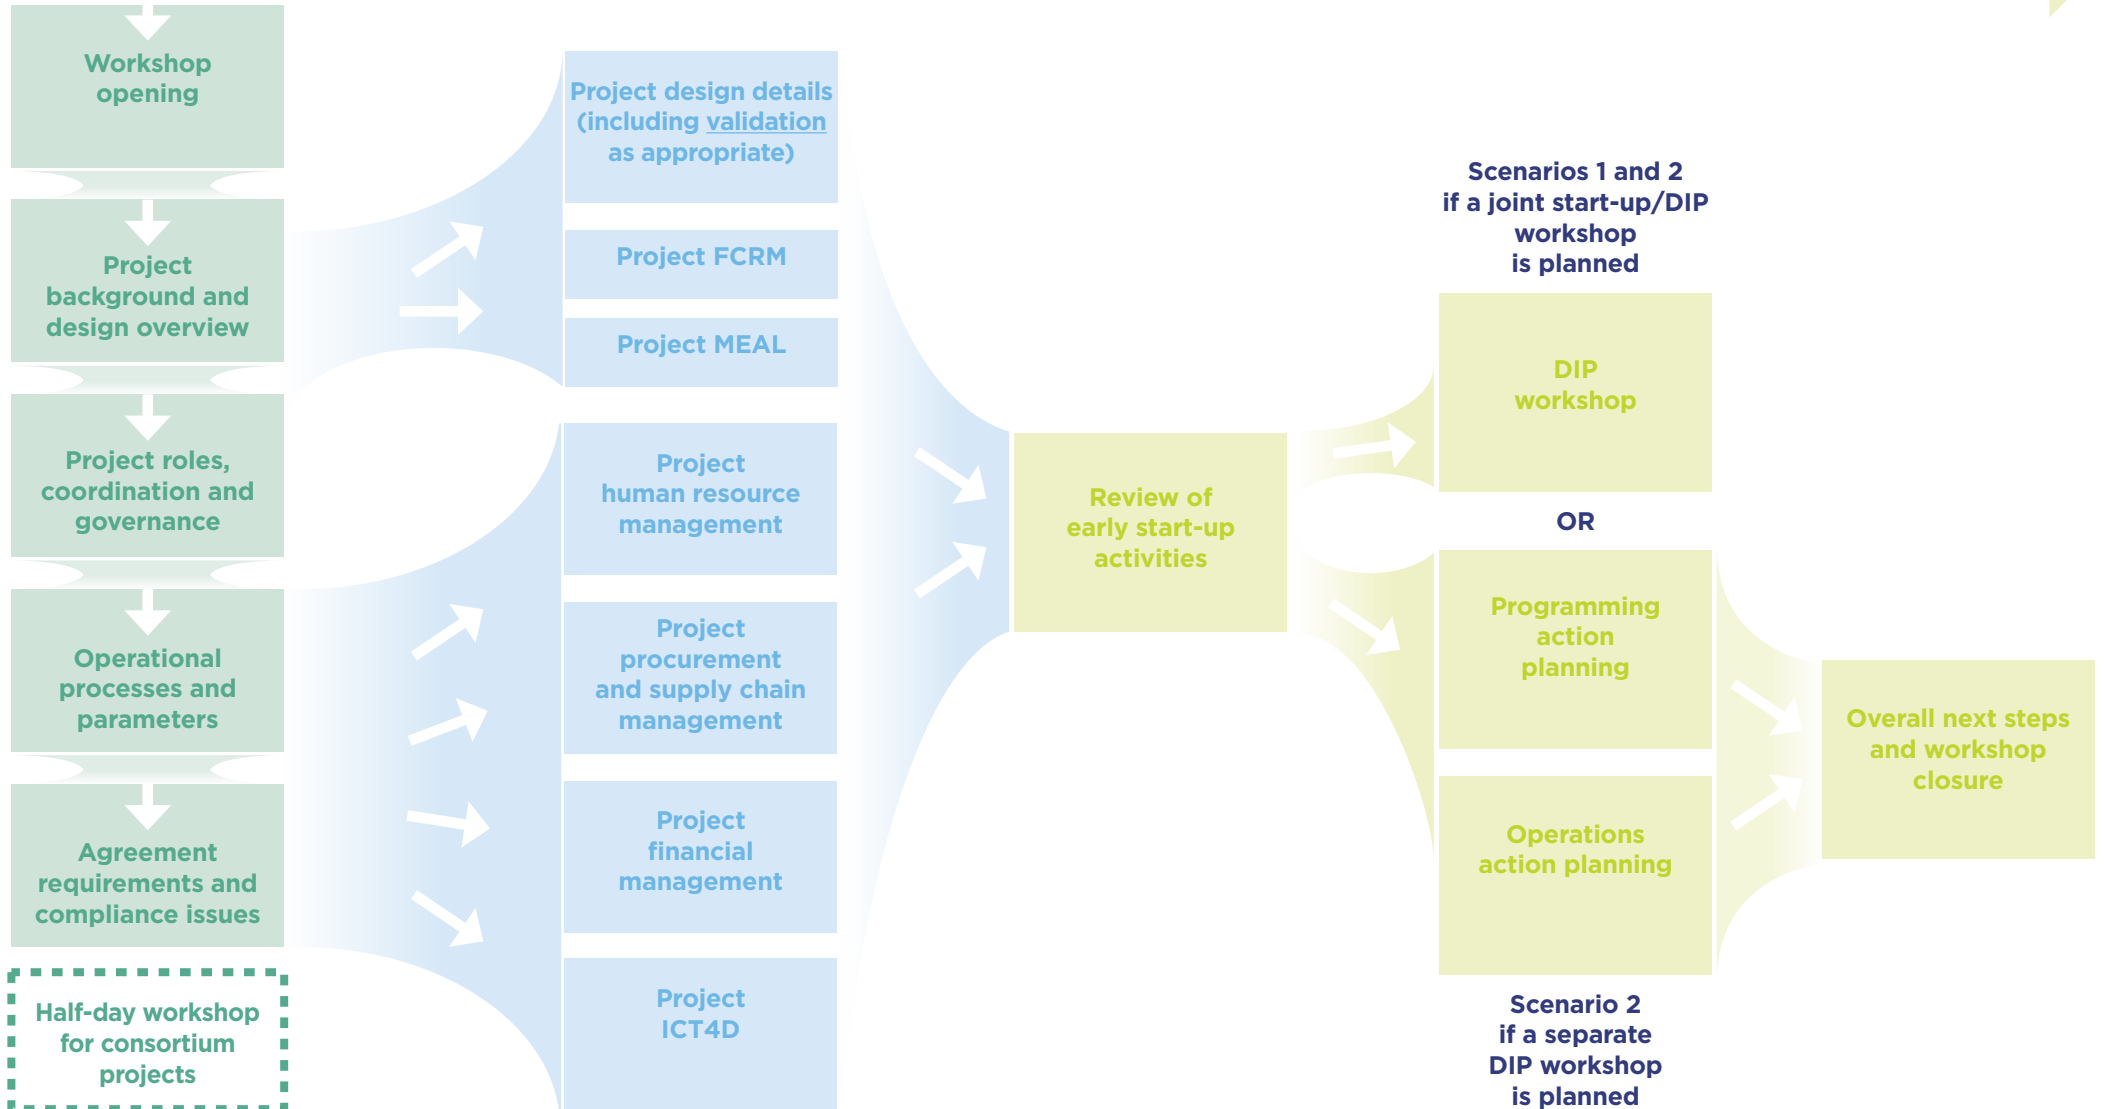 Workshop
opening
Project
background and
design overview
Project roles,
coordination and
governance
Operational
processes and
parameters
Agreement
requirements and
compliance issues
Half-day workshop
for consortium
projects
Project design details
(including validation
as appropriate)
Project FCRM
Project MEAL
Project
human resource
management
Project
procurement
and supply chain
management
Project
financial
management
Project
ICT4D
Review of
early start-up
activities
Scenarios 1 and 2
if a joint start-up/DIP
workshop
is planned
DIP
workshop
OR
Programming
action
planning
Operations
action planning
Scenario 2
if a separate
DIP workshop
is planned
Overall next steps
and workshop
closure